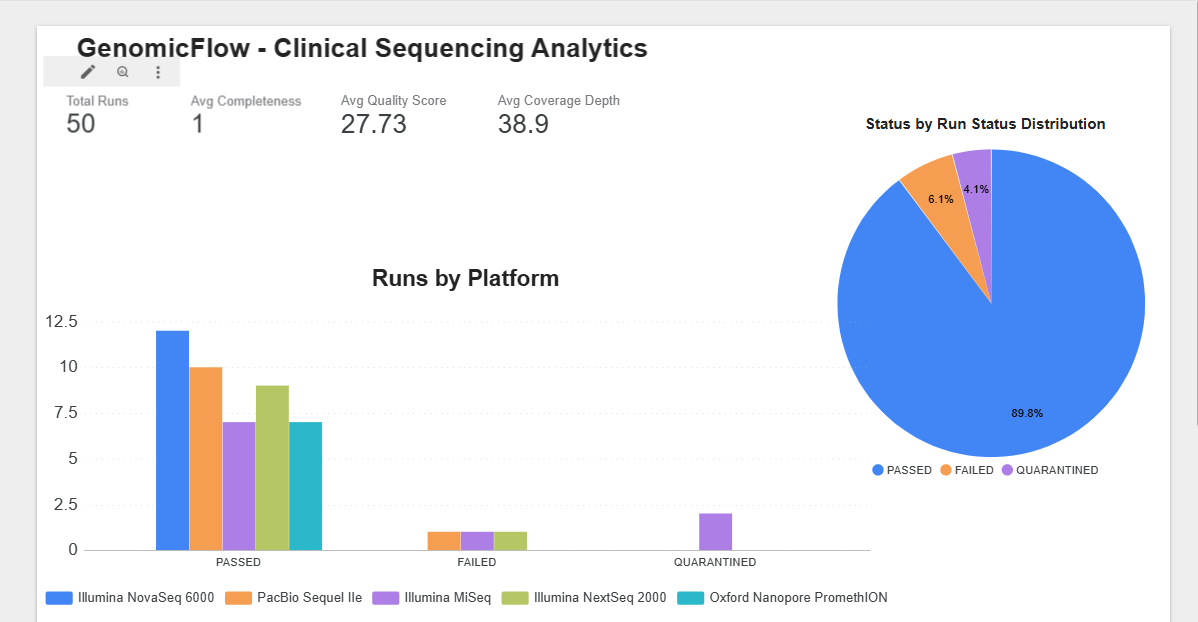 GenomicFlow - Clinical Sequencing Analytics
Total Runs
50
Avg Completeness
1
Avg Quality Score
27.73
Avg Coverage Depth
38.9
Status by Run Status Distribution
6.1%
4.1%
89.8%
PASSED FAILED QUARANTINED
Runs by Platform
12.5
10
7.5
5
2.5
0
PASSED FAILED QUARANTINED
Illumina NovaSeq 6000 PacBio Sequel IIe Illumina MiSeq Illumina NextSeq 2000 Oxford Nanopore PromethION